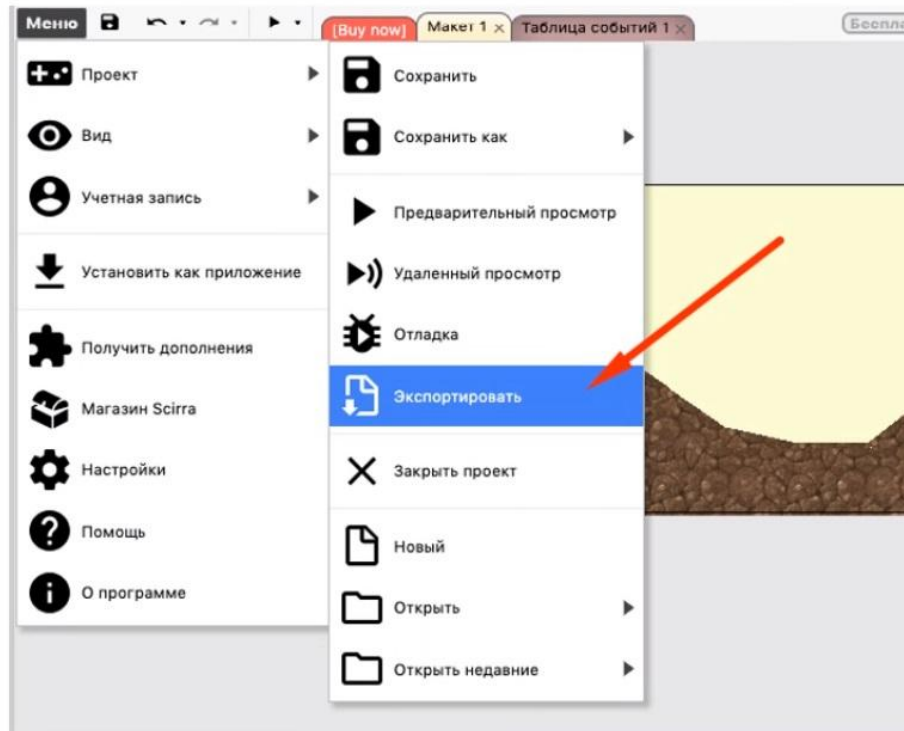 Меню
[Buy now]
Макет 1
Таблица событий 1
Проект
Вид
Учетная запись
Установить как приложение
Получить дополнения
Магазин Scirra
Настройки
Помощь
О программе
Сохранить
Сохранить как
Предварительный просмотр
Удаленный просмотр
Отладка
Экспортировать
Закрыть проект
Новый
Открыть
Открыть недавние